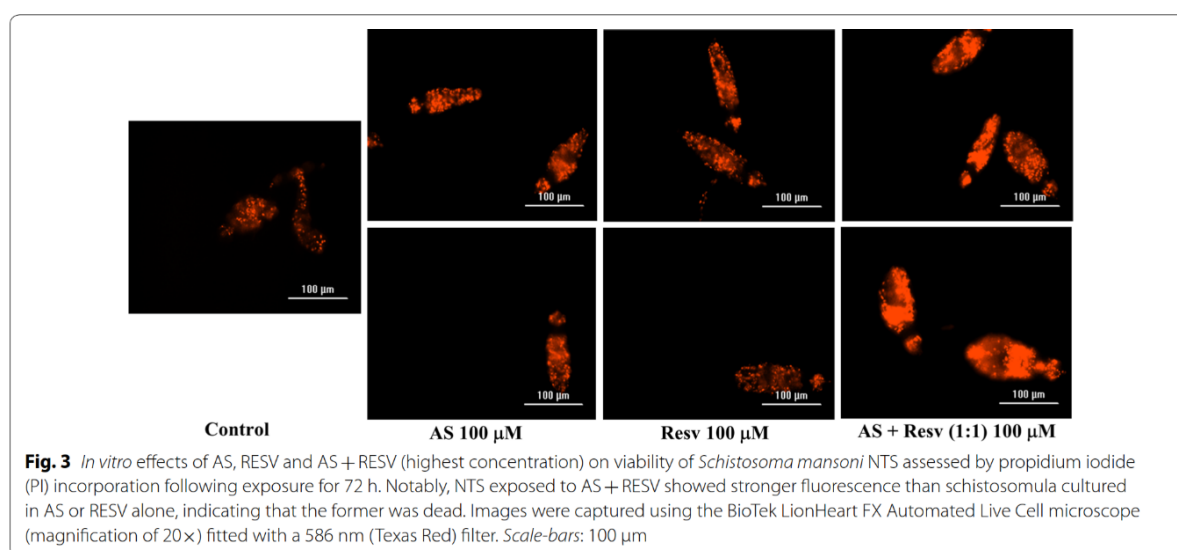 100 µm
100 µm
100 µm
100 µm
100 µm
100 µm
100 µm
Control
AS 100 µM
Resv 100 µM
AS + Resv (1:1) 100 µM
Fig. 3 In vitro effects of AS, RESV and AS + RESV (highest concentration) on viability of Schistosoma mansoni NTS assessed by propidium iodide
(PI) incorporation following exposure for 72 h. Notably, NTS exposed to AS + RESV showed stronger fluorescence than schistosomula cultured
in AS or RESV alone, indicating that the former was dead. Images were captured using the BioTek LionHeart FX Automated Live Cell microscope
(magnification of 20×) fitted with a 586 nm (Texas Red) filter. Scale-bars: 100 µm